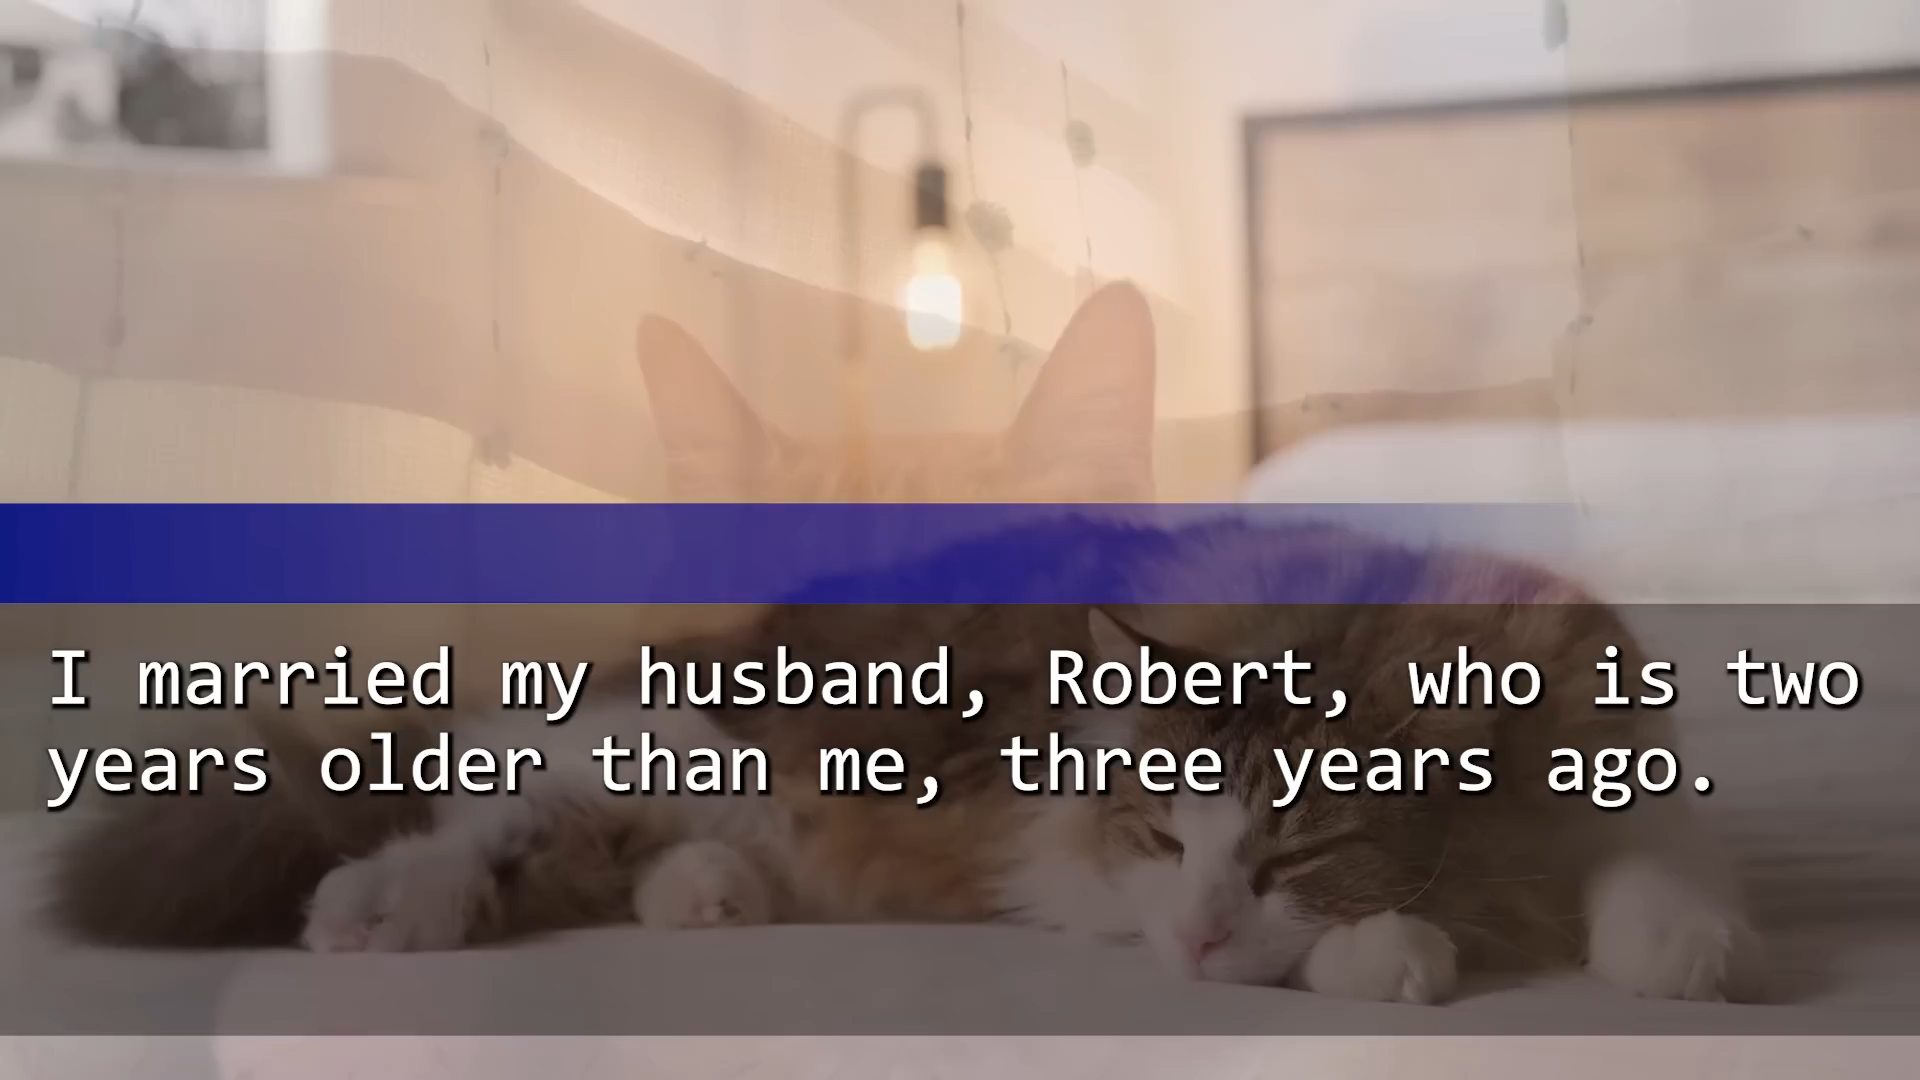 I married my husband, Robert, who is two
years older than me, three years ago.